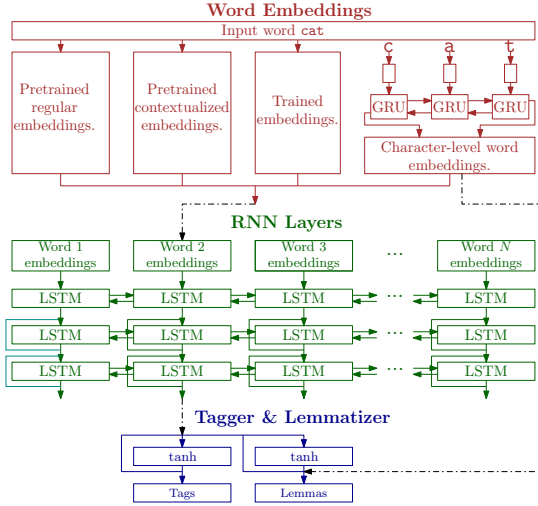 Word Embeddings
Input word cat
c a t
Pretrained
regular
embeddings.
Pretrained
contextualized
embeddings.
Trained
embeddings.
GRU GRU GRU
Character-level word
embeddings.
RNN Layers
Word 1
embeddings
Word 2
embeddings
Word 3
embeddings
...
Word N
embeddings
LSTM LSTM LSTM ... LSTM
LSTM LSTM LSTM ... LSTM
LSTM LSTM LSTM ... LSTM
Tagger & Lemmatizer
tanh tanh
Tags Lemmas